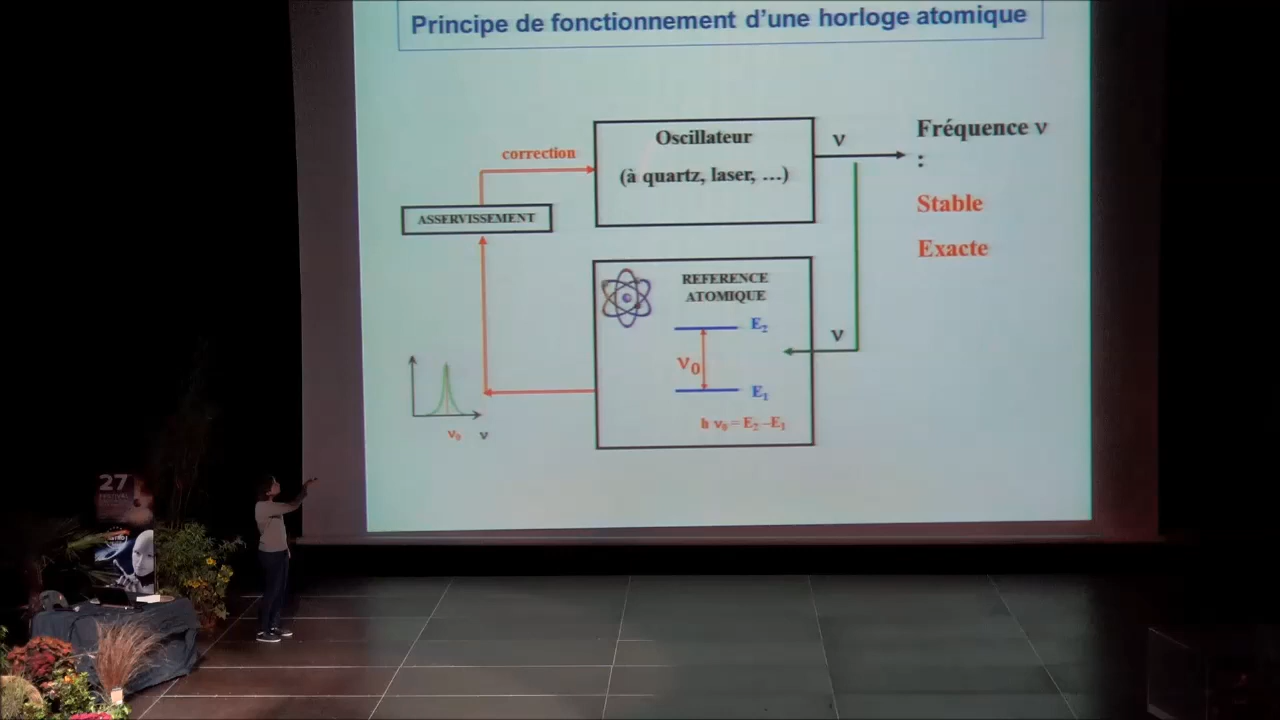 Principe de fonctionnement d'une horloge atomique
Oscillateur
(à quartz, laser, …)
ν
Fréquence ν
:
Stable
Exacte
correction
ASSERVISSEMENT
REFERENCE
ATOMIQUE
E₂
ν₀
E₁
h ν₀ = E₂ –E₁
ν
ν₀ ν
27
FESTIVAL